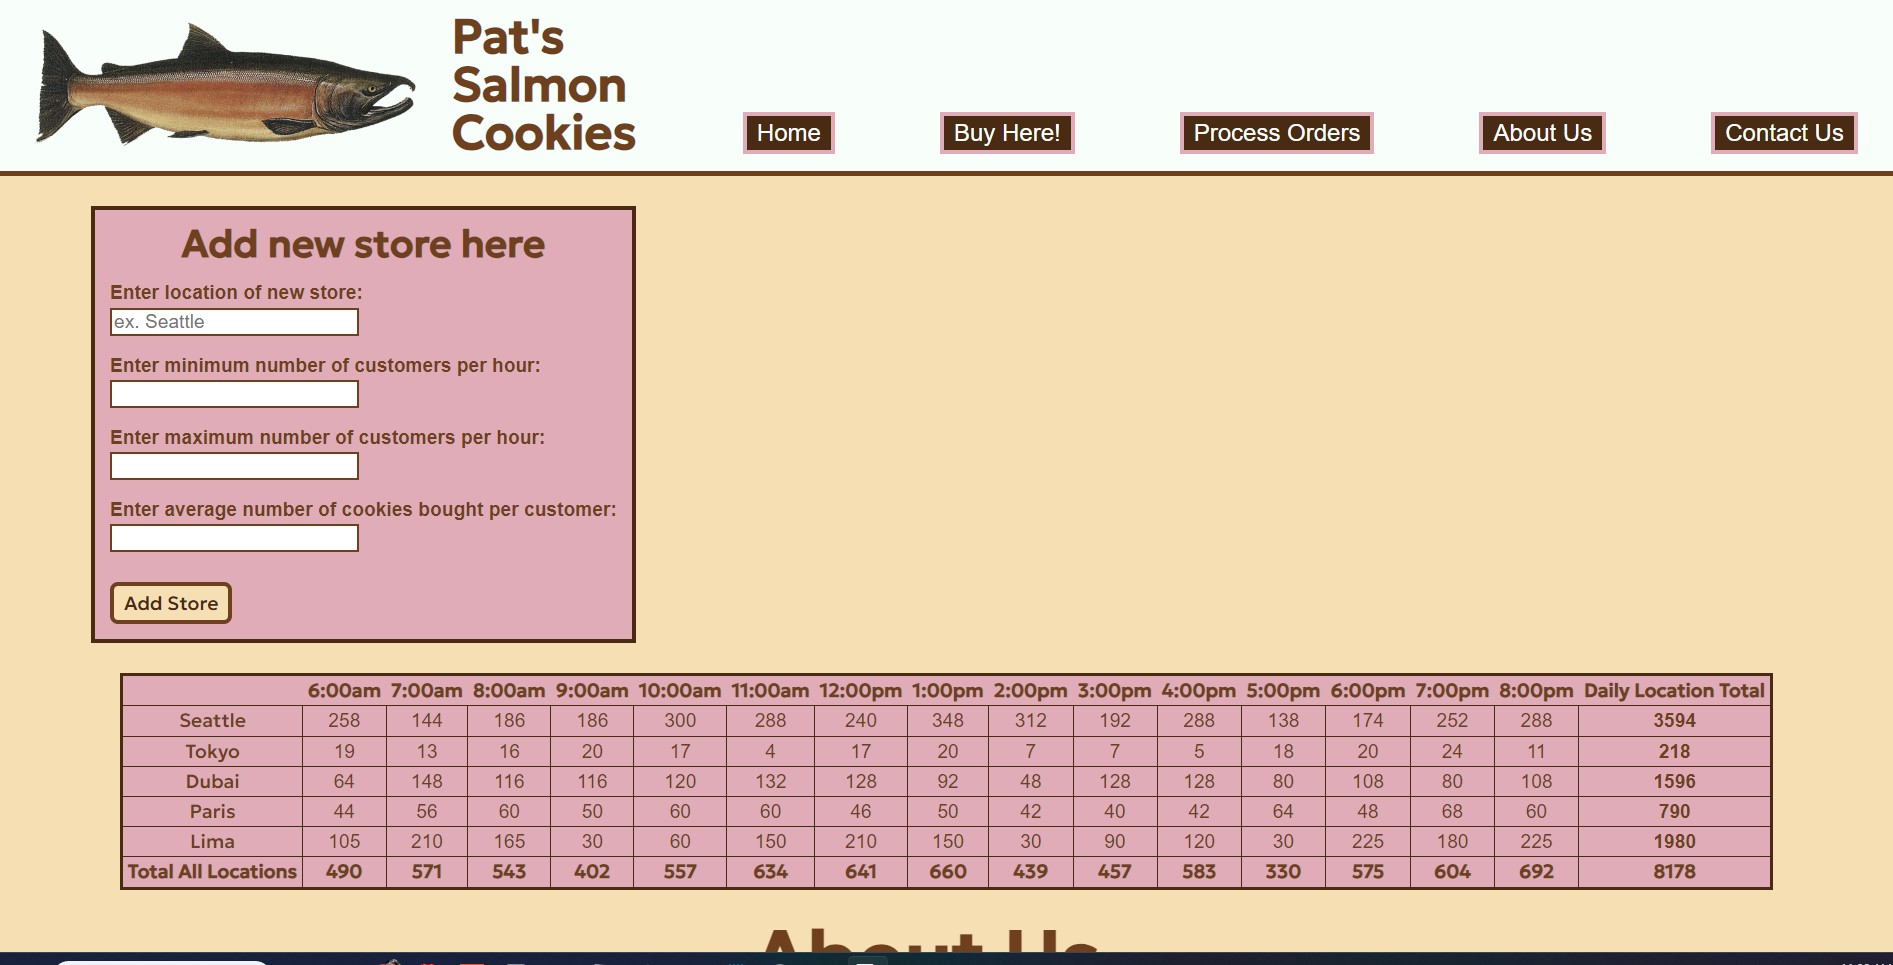 Pat's
Salmon
Cookies
Home Buy Here! Process Orders About Us Contact Us
Add new store here
Enter location of new store:
ex. Seattle
Enter minimum number of customers per hour:
Enter maximum number of customers per hour:
Enter average number of cookies bought per customer:
Add Store
6:00am 7:00am 8:00am 9:00am 10:00am 11:00am 12:00pm 1:00pm 2:00pm 3:00pm 4:00pm 5:00pm 6:00pm 7:00pm 8:00pm Daily Location Total
Seattle 258 144 186 186 300 288 240 348 312 192 288 138 174 252 288 3594
Tokyo 19 13 16 20 17 4 17 20 7 7 5 18 20 24 11 218
Dubai 64 148 116 116 120 132 128 92 48 128 128 80 108 80 108 1596
Paris 44 56 60 50 60 60 46 50 42 40 42 64 48 68 60 790
Lima 105 210 165 30 60 150 210 150 30 90 120 30 225 180 225 1980
Total All Locations 490 571 543 402 557 634 641 660 439 457 583 330 575 604 692 8178
About Us